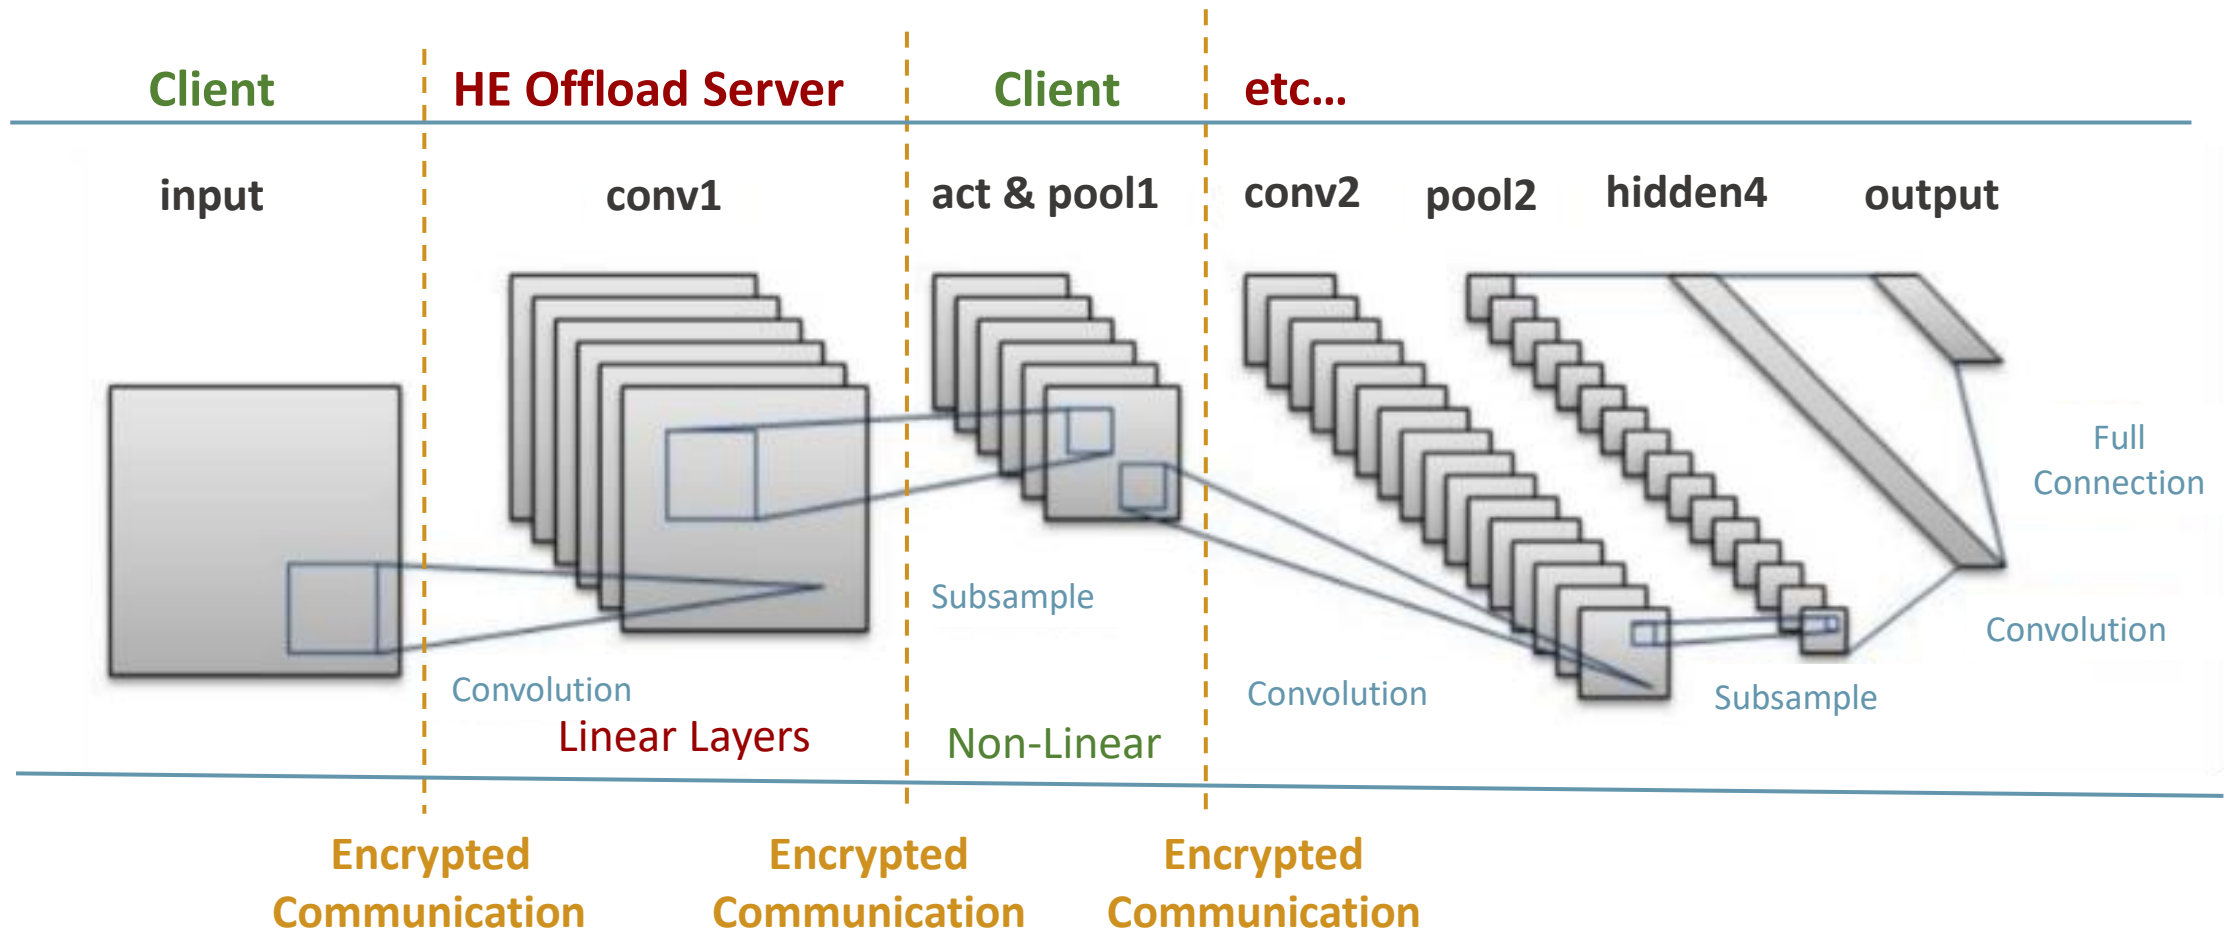 Client
HE Offload Server
Client
etc...
input
conv1
act & pool1
conv2
pool2
hidden4
output
Full
Connection
Subsample
Convolution
Convolution
Convolution
Subsample
Linear Layers
Non-Linear
Encrypted
Communication
Encrypted
Communication
Encrypted
Communication